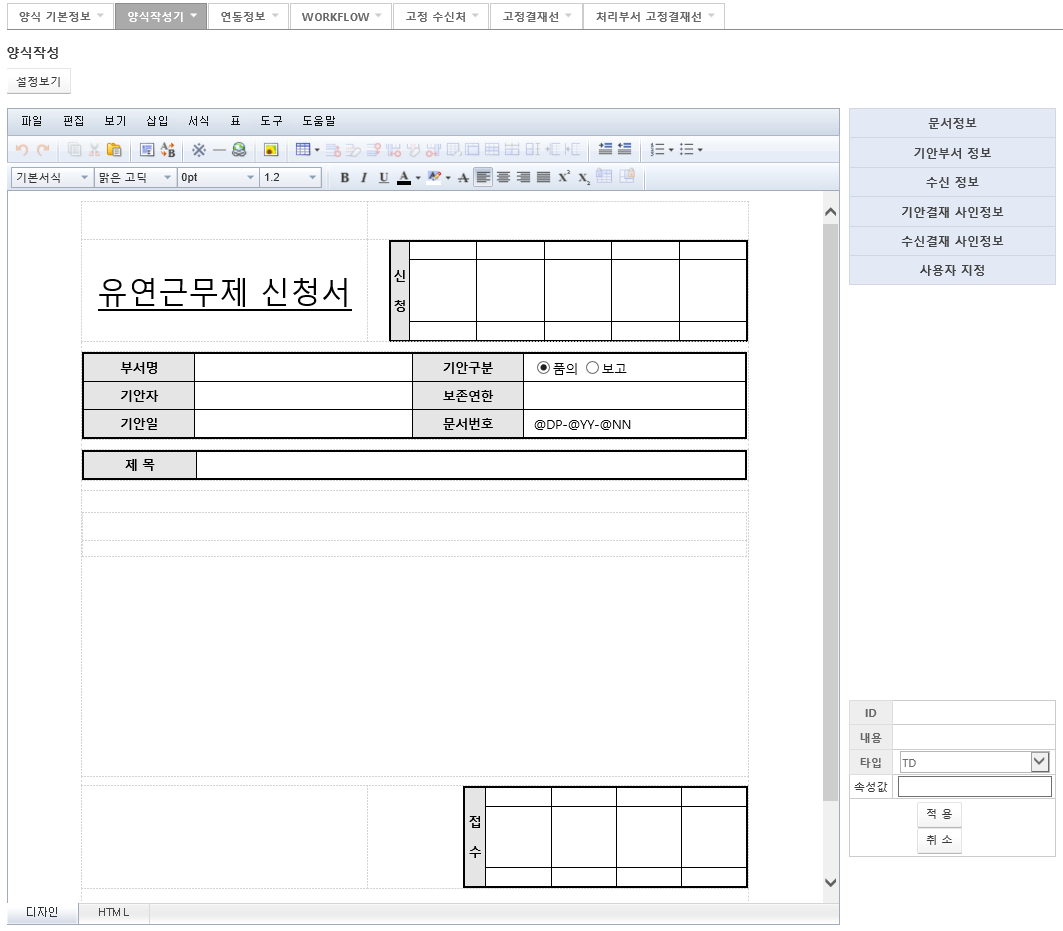 양식 기본정보 양식작성기 연동정보 WORKFLOW 고정 수신처 고정결재선 처리부서 고정결재선
양식작성
설정보기
파일 편집 보기 삽입 서식 표 도구 도움말
기본서식 맑은 고딕 0pt 1.2 B I U A A X² X₂
신
유연근무제 신청서
청
부서명 기안구분 품의 보고
기안자 보존연한
기안일 문서번호 @DP-@YY-@NN
제 목
접
수
디자인 HTML
문서정보
기안부서 정보
수신 정보
기안결재 사인정보
수신결재 사인정보
사용자 지정
ID
내용
타입 TD
속성값
적 용
취 소